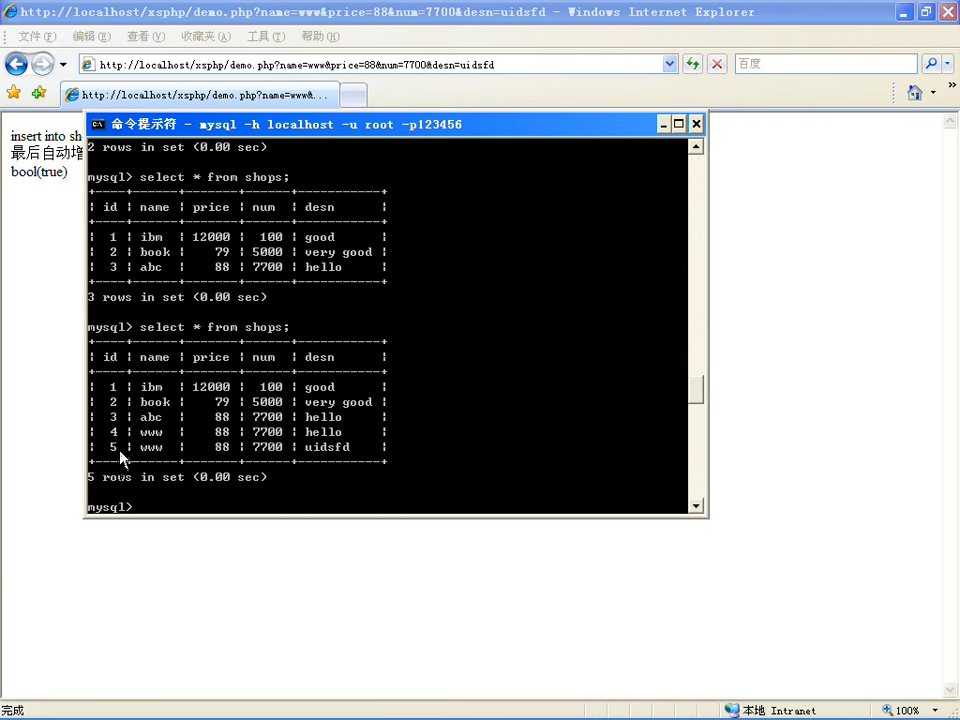 http://localhost/xsphp/demo.php?name=www&price=88&num=7700&desn=uidsfd - Windows Internet Explorer
文件(F) 编辑(E) 查看(V) 收藏夹(A) 工具(T) 帮助(H)
http://localhost/xsphp/demo.php?name=www&price=88&num=7700&desn=uidsfd 百度
http://localhost/xsphp/demo.php?name=www&...
命令提示符 - mysql -h localhost -u root -p123456
insert into sh
最后自动增
bool(true)
2 rows in set (0.00 sec)
mysql> select * from shops;
+----+------+-------+------+-----------+
| id | name | price | num | desn |
+----+------+-------+------+-----------+
| 1 | ibm | 12000 | 100 | good |
| 2 | book | 79 | 5000 | very good |
| 3 | abc | 88 | 7700 | hello |
+----+------+-------+------+-----------+
3 rows in set (0.00 sec)
mysql> select * from shops;
+----+------+-------+------+-----------+
| id | name | price | num | desn |
+----+------+-------+------+-----------+
| 1 | ibm | 12000 | 100 | good |
| 2 | book | 79 | 5000 | very good |
| 3 | abc | 88 | 7700 | hello |
| 4 | www | 88 | 7700 | hello |
| 5 | www | 88 | 7700 | uidsfd |
+----+------+-------+------+-----------+
5 rows in set (0.00 sec)
mysql>
完成 本地 Intranet 100%